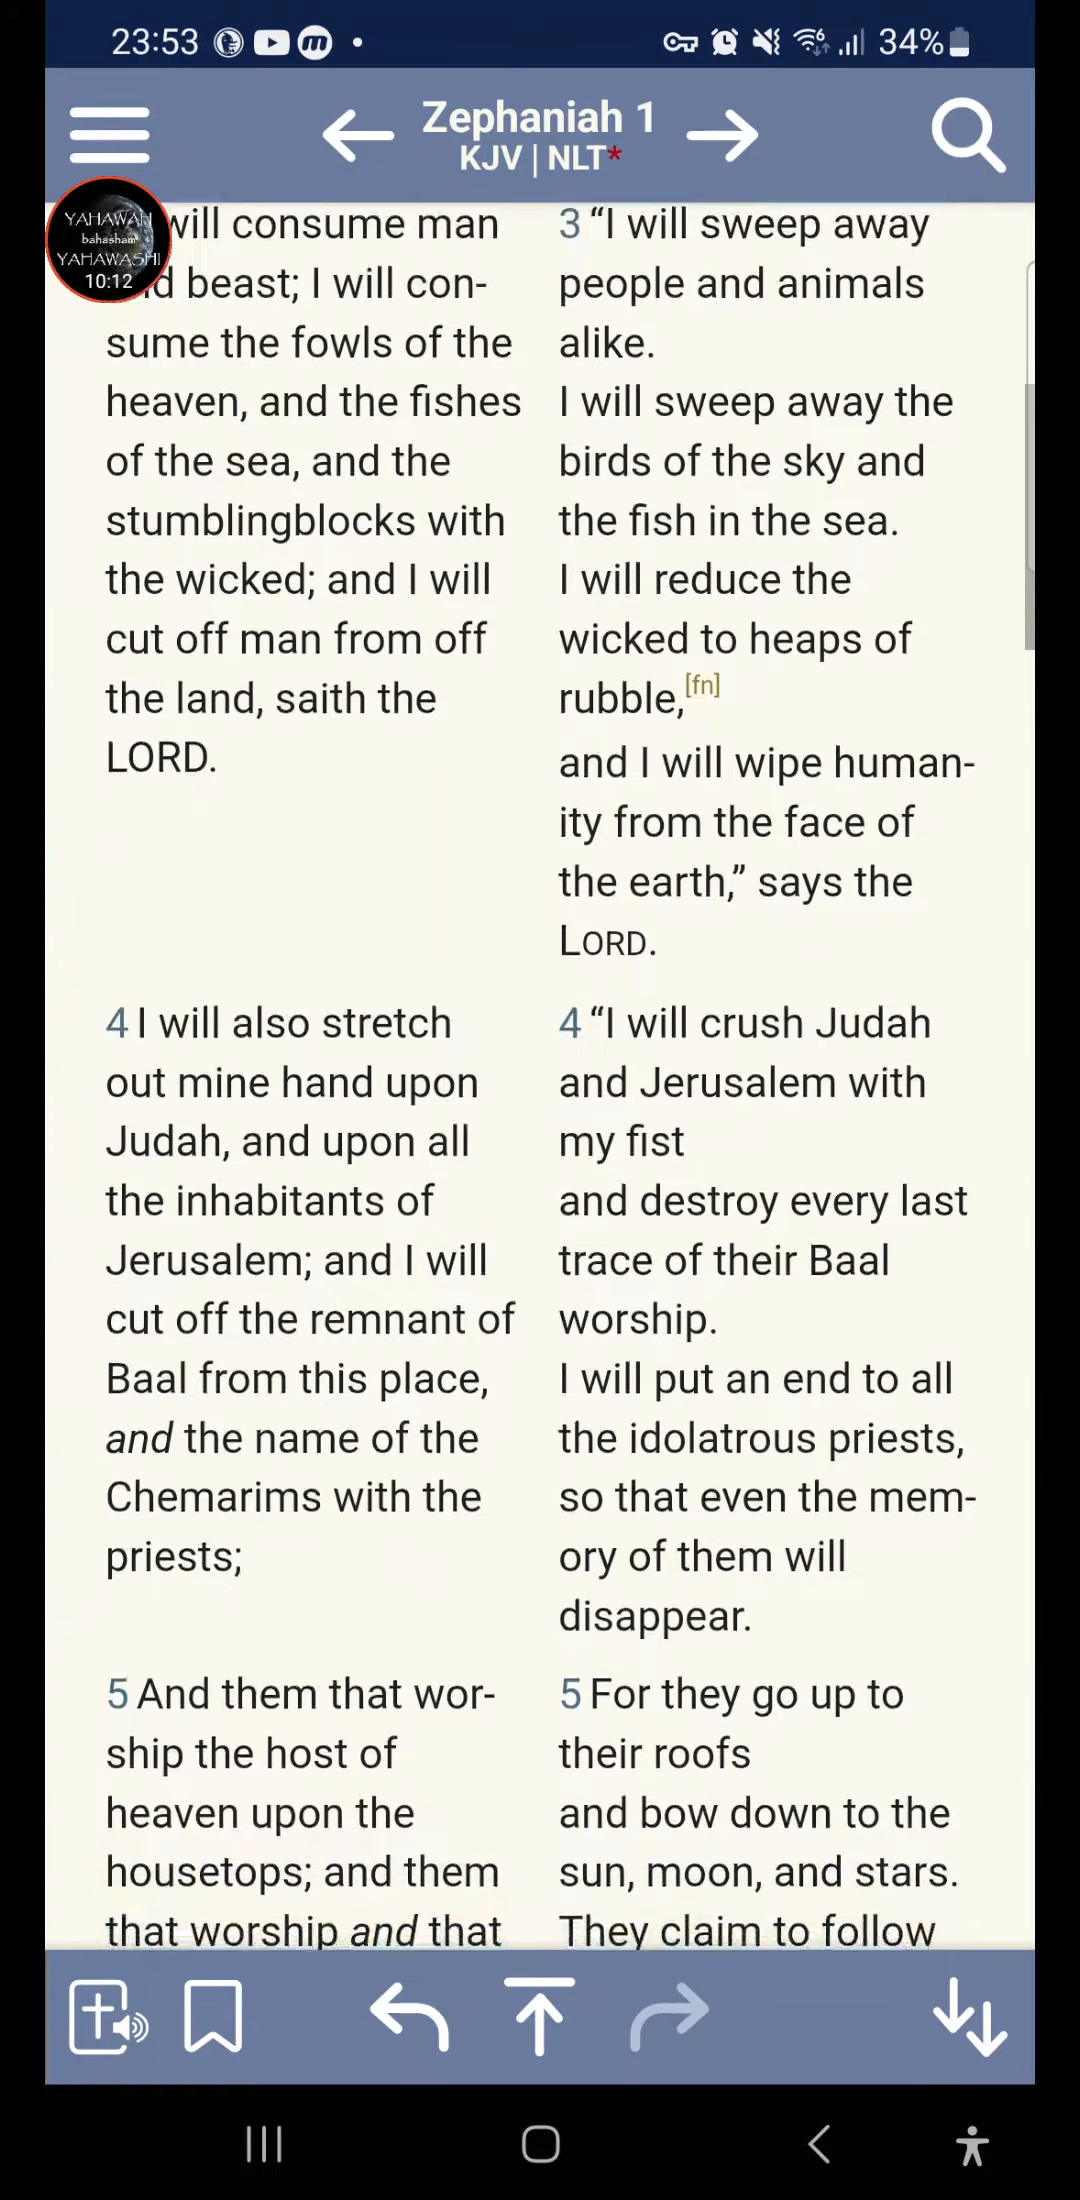 23:53
34%
Zephaniah 1
KJV | NLT*
YAHAWAH
bahasham
YAHAWASHI
10:12
will consume man
beast; I will con-
sume the fowls of the
heaven, and the fishes
of the sea, and the
stumblingblocks with
the wicked; and I will
cut off man from off
the land, saith the
LORD.
3 “I will sweep away
people and animals
alike.
I will sweep away the
birds of the sky and
the fish in the sea.
I will reduce the
wicked to heaps of
rubble,[fn]
and I will wipe human-
ity from the face of
the earth,” says the
LORD.
4 I will also stretch
out mine hand upon
Judah, and upon all
the inhabitants of
Jerusalem; and I will
cut off the remnant of
Baal from this place,
and the name of the
Chemarims with the
priests;
4 “I will crush Judah
and Jerusalem with
my fist
and destroy every last
trace of their Baal
worship.
I will put an end to all
the idolatrous priests,
so that even the mem-
ory of them will
disappear.
5 And them that wor-
ship the host of
heaven upon the
housetops; and them
that worship and that
5 For they go up to
their roofs
and bow down to the
sun, moon, and stars.
They claim to follow